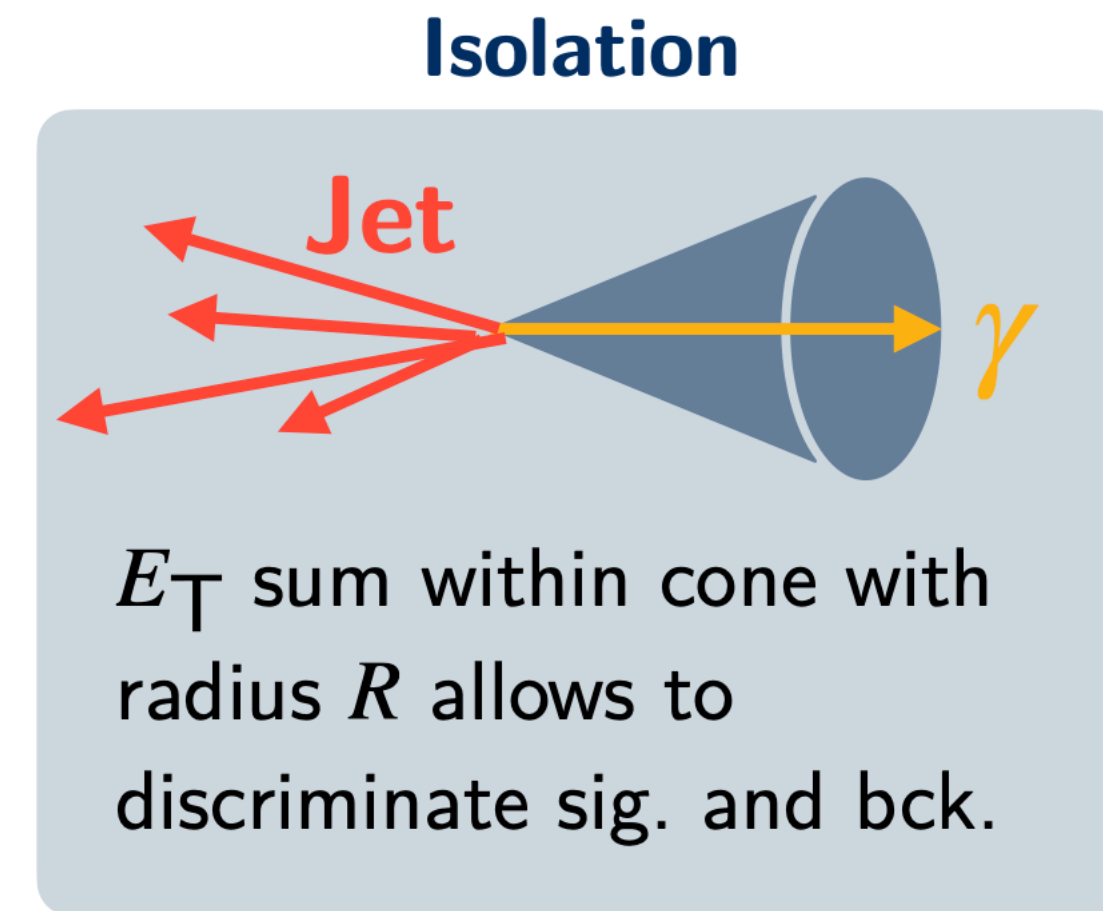 Isolation
Jet
γ
E_T sum within cone with
radius R allows to
discriminate sig. and bck.